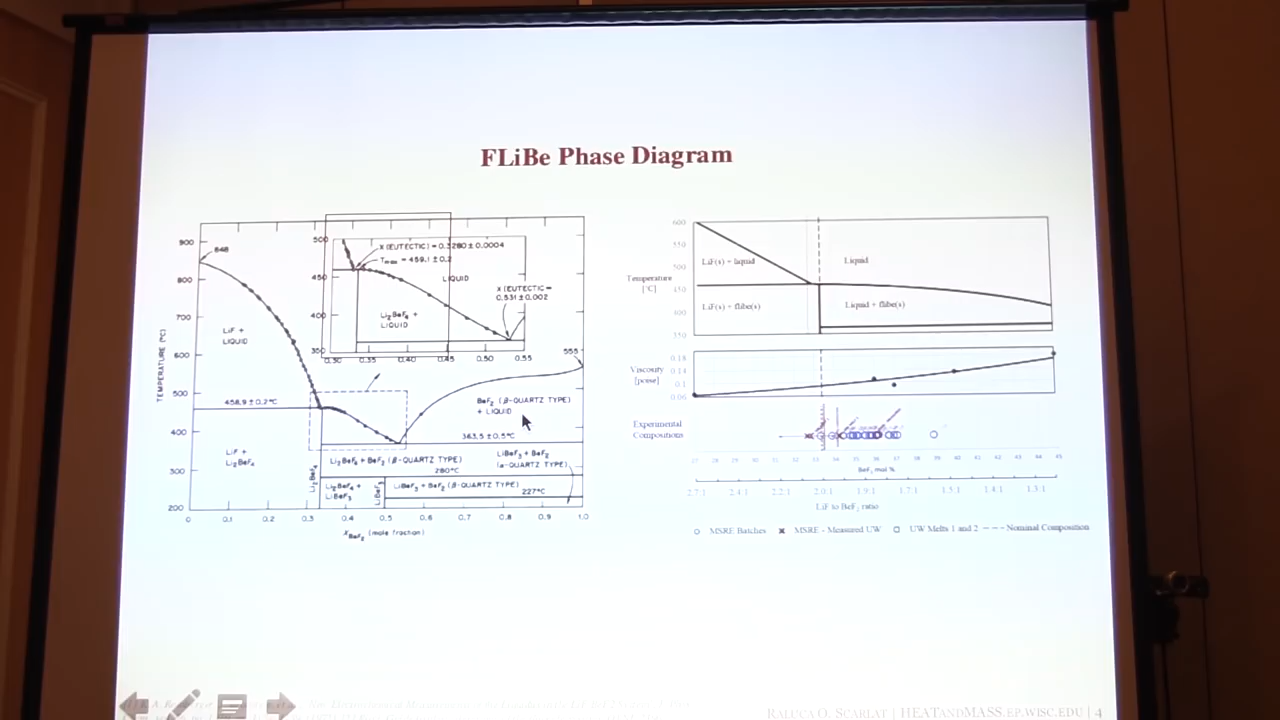 FLiBe Phase Diagram
TEMPERATURE (°C)
900
800
700
600
500
400
300
200
848
LiF +
LIQUID
458.9 ± 0.2°C
LiF +
Li₂BeF₄
500
450
400
350
X (EUTECTIC) = 0.3280 ± 0.0004
= 459.1 ± 0.2
LIQUID
X (EUTECTIC =
0.531 ± 0.002
Li₂BeF₄ +
LIQUID
0.30 0.35 0.40 0.45 0.50 0.55
555
BeF₂ (β-QUARTZ TYPE)
+ LIQUID
363.5 ± 0.5°C
Li₂BeF₄ + BeF₂ (β-QUARTZ TYPE)
280°C
LiBeF₃ + BeF₂
(α-QUARTZ TYPE)
Li₂BeF₄
Li₂BeF₄ +
LiBeF₃
LiBeF₃
LiBeF₃ + BeF₂ (β-QUARTZ TYPE)
227°C
0 0.1 0.2 0.3 0.4 0.5 0.6 0.7 0.8 0.9 1.0
X BeF₂ (mole fraction)
Temperature
[°C]
600
550
500
450
400
350
LiF(s) + liquid
Liquid
LiF(s) + flibe(s)
Liquid + flibe(s)
Viscosity
[poise]
0.18
0.14
0.1
0.06
Experimental
Compositions
27 28 29 30 31 32 33 34 35 36 37 38 39 40 41 42 43 44 45
BeF₂ mol %
2.7:1 2.4:1 2.2:1 2.0:1 1.9:1 1.7:1 1.5:1 1.4:1 1.3:1
LiF to BeF₂ ratio
MSRE Batches MSRE - Measured UW UW Melts 1 and 2 Nominal Composition
RALUCA O. SCARLAT | HEATANDMASS.EP.WISC.EDU | 4